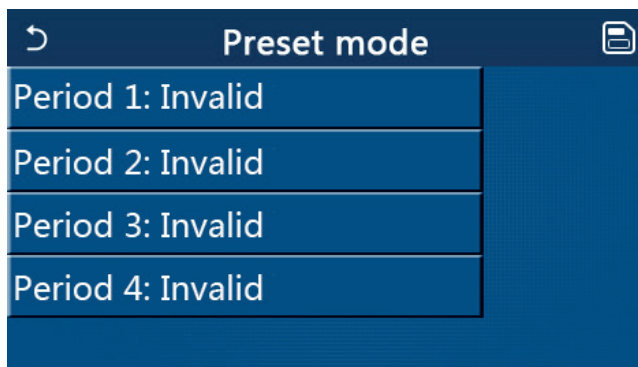 Preset mode
Period 1: Invalid
Period 2: Invalid
Period 3: Invalid
Period 4: Invalid